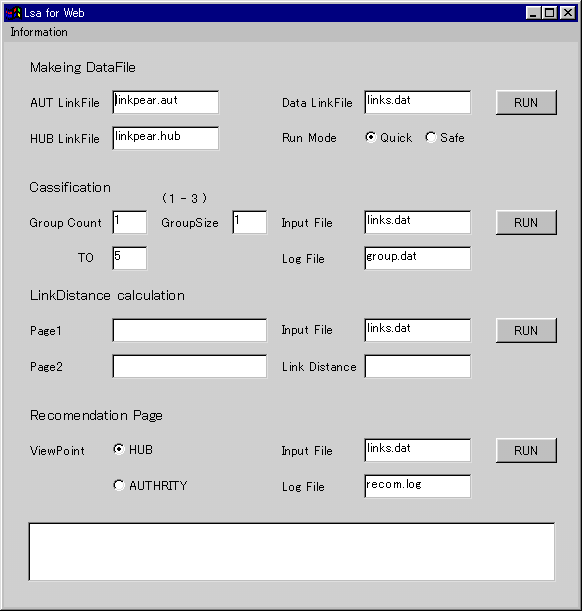 Lsa for Web
Information
Makeing DataFile
AUT LinkFile linkpear.aut Data LinkFile links.dat RUN
HUB LinkFile linkpear.hub Run Mode Quick Safe
Cassification
(1-3)
Group Count 1 GroupSize 1 Input File links.dat RUN
TO 5 Log File group.dat
LinkDistance calculation
Page1 Input File links.dat RUN
Page2 Link Distance
Recomendation Page
ViewPoint HUB Input File links.dat RUN
AUTHRITY Log File recom.log